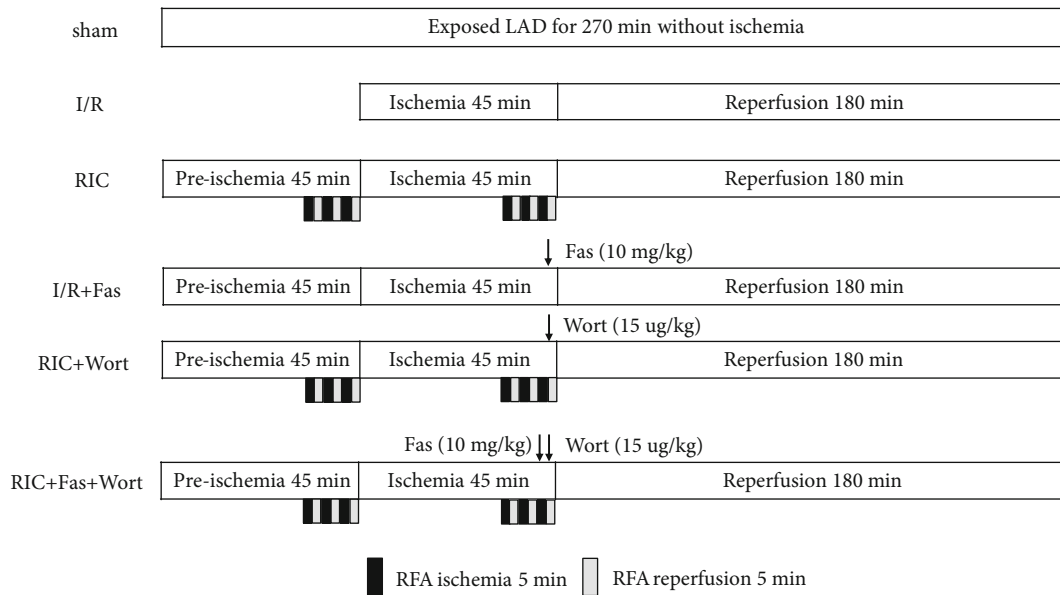 sham
Exposed LAD for 270 min without ischemia
I/R
Ischemia 45 min
Reperfusion 180 min
RIC
Pre-ischemia 45 min
Ischemia 45 min
Reperfusion 180 min
Fas (10 mg/kg)
I/R+Fas
Pre-ischemia 45 min
Ischemia 45 min
Reperfusion 180 min
Wort (15 ug/kg)
RIC+Wort
Pre-ischemia 45 min
Ischemia 45 min
Reperfusion 180 min
Fas (10 mg/kg)
Wort (15 ug/kg)
RIC+Fas+Wort
Pre-ischemia 45 min
Ischemia 45 min
Reperfusion 180 min
RFA ischemia 5 min
RFA reperfusion 5 min